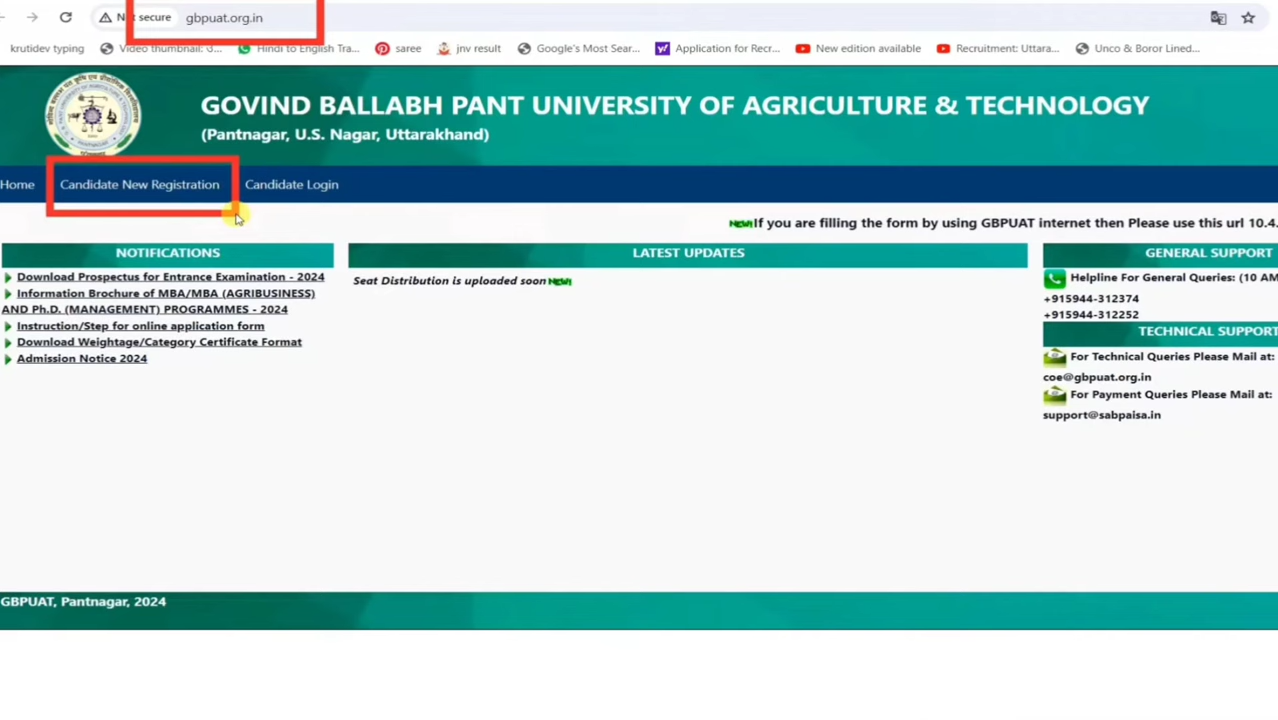 Not secure gbpuat.org.in
krutidev typing Video thumbnail: G... Hindi to English Tra... saree jnv result Google's Most Sear... Application for Recr... New edition available Recruitment: Uttara... Unco & Boror Lined...
GOVIND BALLABH PANT UNIVERSITY OF AGRICULTURE & TECHNOLOGY
(Pantnagar, U.S. Nagar, Uttarakhand)
Home Candidate New Registration Candidate Login
NEW! If you are filling the form by using GBPUAT internet then Please use this url 10.4.
NOTIFICATIONS
Download Prospectus for Entrance Examination - 2024
Information Brochure of MBA/MBA (AGRIBUSINESS)
AND Ph.D. (MANAGEMENT) PROGRAMMES - 2024
Instruction/Step for online application form
Download Weightage/Category Certificate Format
Admission Notice 2024
LATEST UPDATES
Seat Distribution is uploaded soon NEW!
GENERAL SUPPORT
Helpline For General Queries: (10 AM
+915944-312374
+915944-312252
TECHNICAL SUPPORT
For Technical Queries Please Mail at:
coe@gbpuat.org.in
For Payment Queries Please Mail at:
support@sabpaisa.in
GBPUAT, Pantnagar, 2024